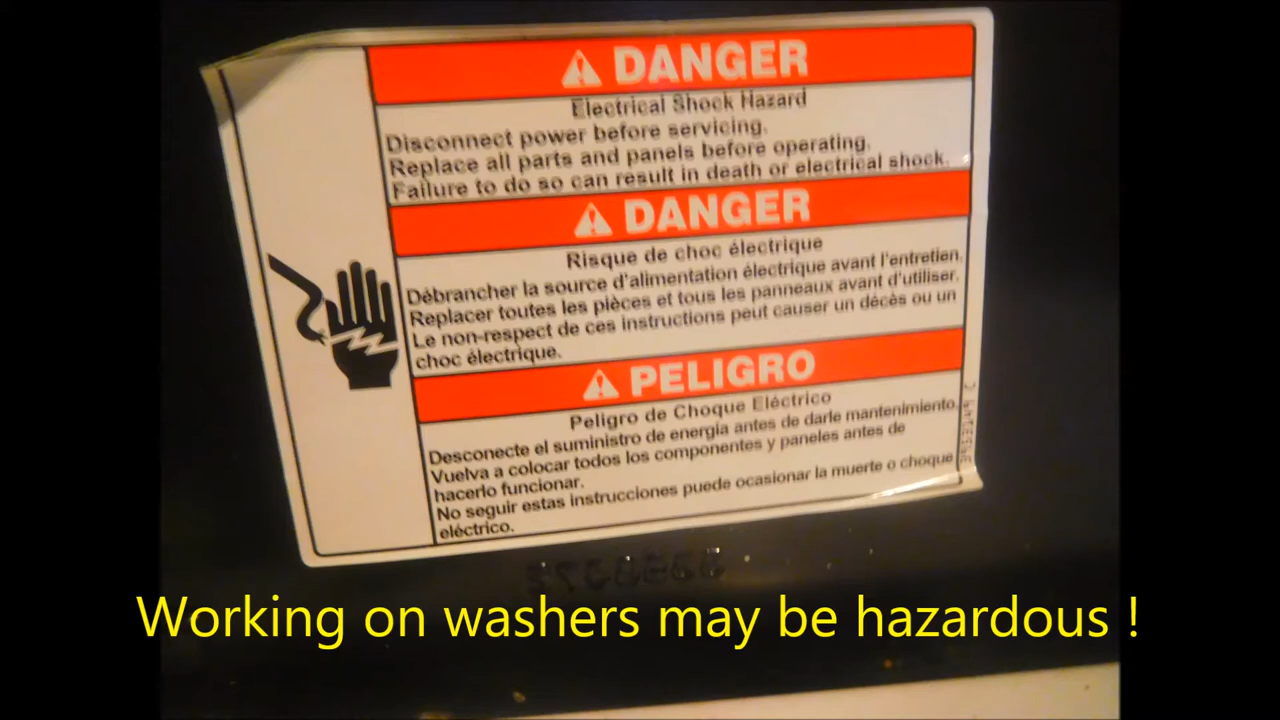 DANGER
Electrical Shock Hazard
Disconnect power before servicing.
Replace all parts and panels before operating.
Failure to do so can result in death or electrical shock.
DANGER
Risque de choc électrique
Débrancher la source d'alimentation électrique avant l'entretien.
Replacer toutes les pièces et tous les panneaux avant d'utiliser.
Le non-respect de ces instructions peut causer un décès ou un
choc électrique.
PELIGRO
Peligro de Choque Eléctrico
Desconecte el suministro de energía antes de darle mantenimiento.
Vuelva a colocar todos los componentes y paneles antes de
hacerlo funcionar.
No seguir estas instrucciones puede ocasionar la muerte o choque
eléctrico.
Working on washers may be hazardous !